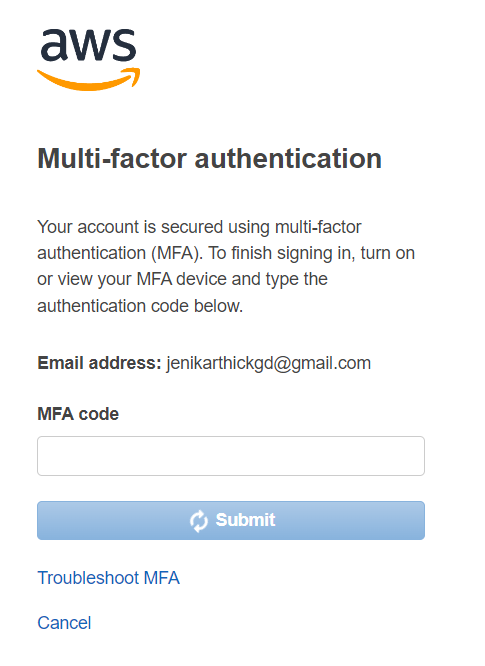 aws
Multi-factor authentication
Your account is secured using multi-factor
authentication (MFA). To finish signing in, turn on
or view your MFA device and type the
authentication code below.
Email address: jenikarthickgd@gmail.com
MFA code
Submit
Troubleshoot MFA
Cancel